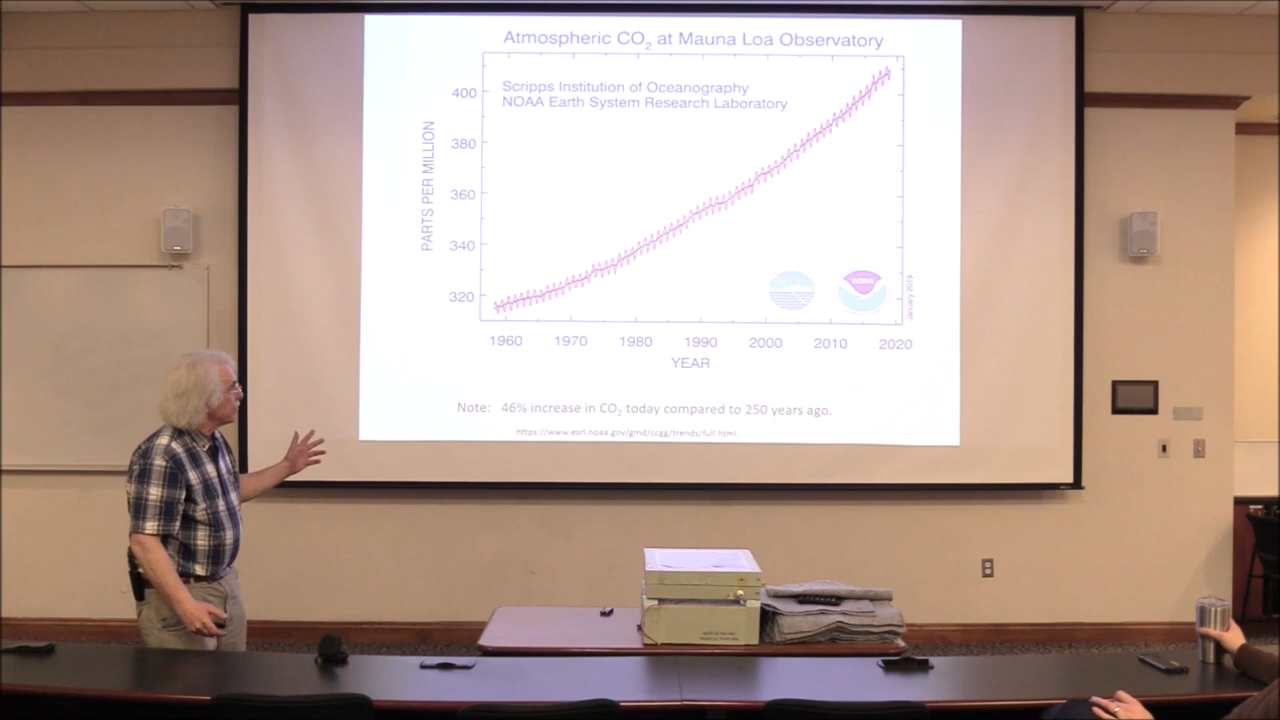 Atmospheric CO₂ at Mauna Loa Observatory
Scripps Institution of Oceanography
NOAA Earth System Research Laboratory
PARTS PER MILLION
400
380
360
340
320
NOAA
January 2019
1960 1970 1980 1990 2000 2010 2020
YEAR
Note: 46% increase in CO₂ today compared to 250 years ago.
https://www.esrl.noaa.gov/gmd/ccgg/trends/full.html